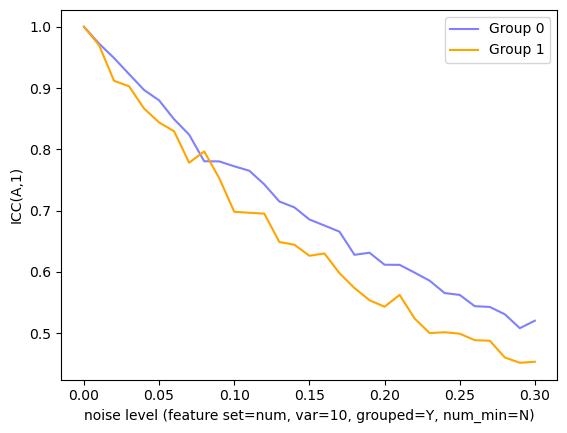 1.0
0.9
0.8
0.7
0.6
0.5
ICC(A,1)
Group 0
Group 1
0.00 0.05 0.10 0.15 0.20 0.25 0.30
noise level (feature set=num, var=10, grouped=Y, num_min=N)